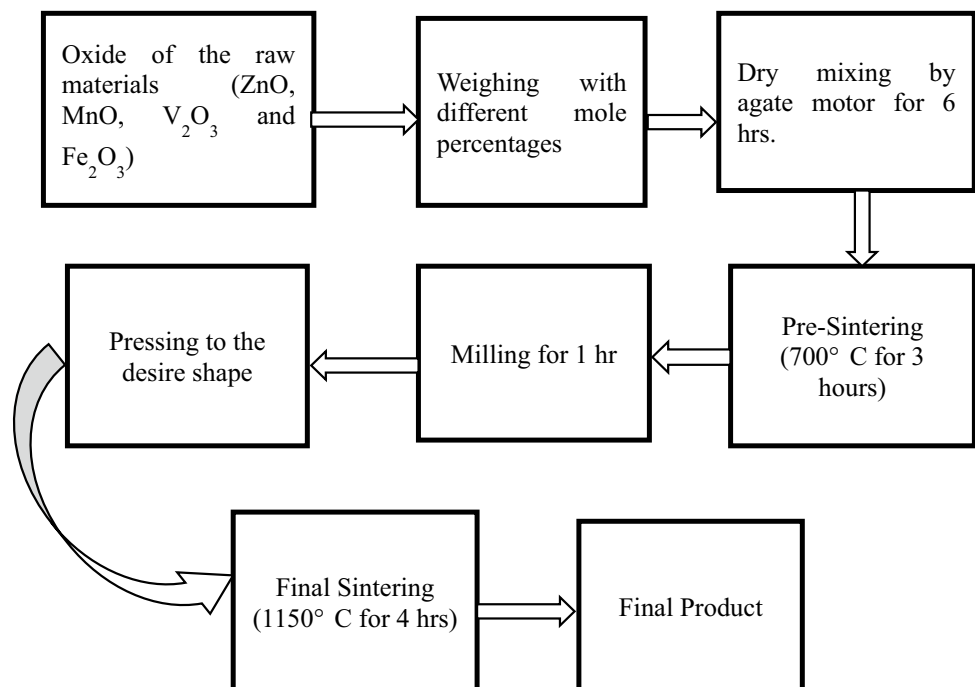 Oxide of the raw
materials (ZnO,
MnO, V₂O₃ and
Fe₂O₃)
Weighing with
different mole
percentages
Dry mixing by
agate motor for 6
hrs.
Pre-Sintering
(700° C for 3
hours)
Milling for 1 hr
Pressing to the
desire shape
Final Sintering
(1150° C for 4 hrs)
Final Product